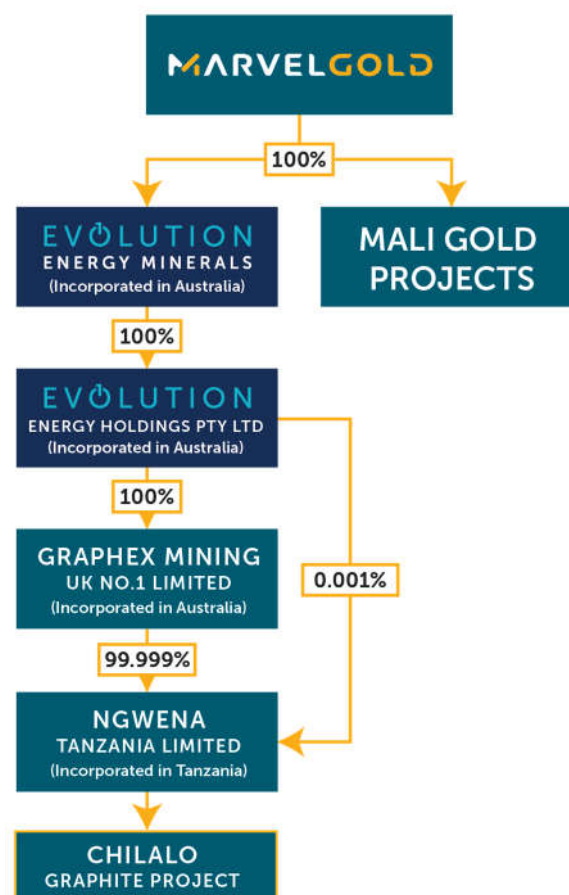 MARVELGOLD
100%
EVOLUTION
ENERGY MINERALS
(Incorporated in Australia)
MALI GOLD
PROJECTS
100%
EVOLUTION
ENERGY HOLDINGS PTY LTD
(Incorporated in Australia)
100%
GRAPHEX MINING
UK NO.1 LIMITED
(Incorporated in Australia)
0.001%
99.999%
NGWENA
TANZANIA LIMITED
(Incorporated in Tanzania)
CHILALO
GRAPHITE PROJECT